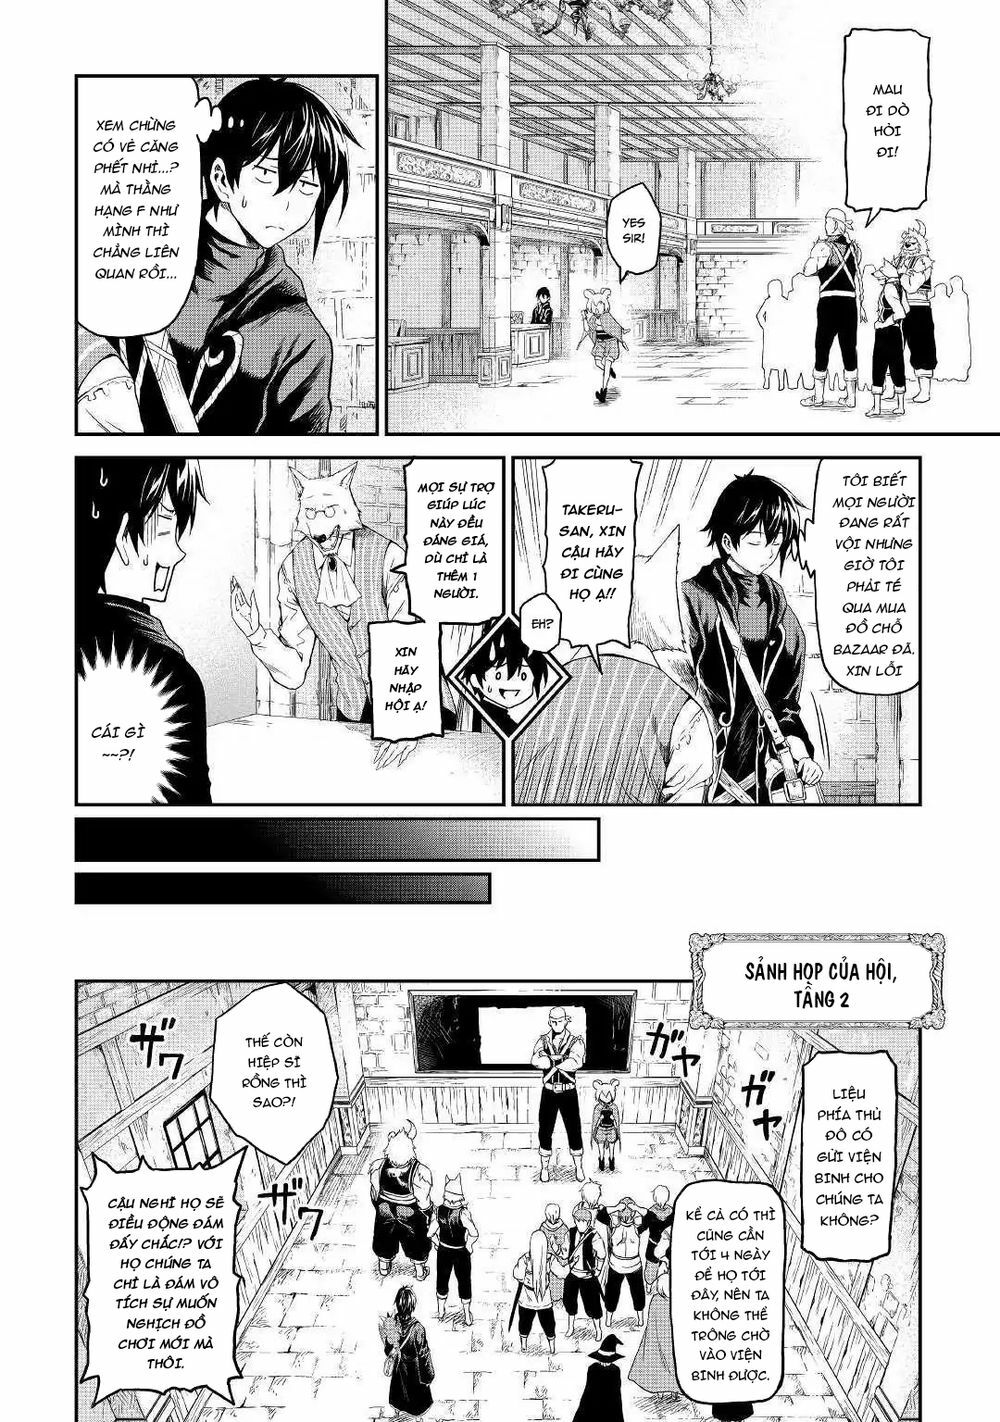 MAU
ĐI DÒ
HỎI
ĐI!
YES
SIR!
XEM CHỪNG
CÓ VẺ CĂNG
PHẾT NHỈ...?
MÀ THẰNG
HẠNG F NHƯ
MÌNH THÌ
CHẲNG LIÊN
QUAN RỒI...
TÔI BIẾT
MỌI NGƯỜI
ĐANG RẤT
VỘI NHƯNG
GIỜ TÔI
PHẢI TÉ
QUA MUA
ĐỒ CHỖ
BAZAAR ĐÃ.
XIN LỖI
TAKERU-
SAN, XIN
CẬU HÃY
ĐI CÙNG
HỌ Ạ!!
EH?
MỌI SỰ TRỢ
GIÚP LÚC
NÀY ĐỀU
ĐÁNG GIÁ,
DÙ CHỈ LÀ
THÊM 1
NGƯỜI.
XIN
HÃY
NHẬP
HỘI Ạ!
CÁI GÌ
~~?!
SẢNH HỌP CỦA HỘI,
TẦNG 2
LIỆU
PHÍA THỦ
ĐÔ CÓ
GỬI VIỆN
BINH CHO
CHÚNG TA
KHÔNG?
KỂ CẢ CÓ THÌ
CŨNG CẦN
TỚI 4 NGÀY
ĐỂ HỌ TỚI
ĐÂY, NÊN TA
KHÔNG THỂ
TRÔNG CHỜ
VÀO VIỆN
BINH ĐƯỢC.
THẾ CÒN
HIỆP SĨ
RỒNG THÌ
SAO?!
CẬU NGHĨ HỌ SẼ
ĐIỀU ĐỘNG ĐÁM
ĐẤY CHẮC!? VỚI
HỌ CHÚNG TA
CHỈ LÀ ĐÁM VÔ
TÍCH SỰ MUỐN
NGHỊCH ĐỒ
CHƠI MỚI MÀ
THÔI.
ガヤ
ガヤ
ザワ
ザワ